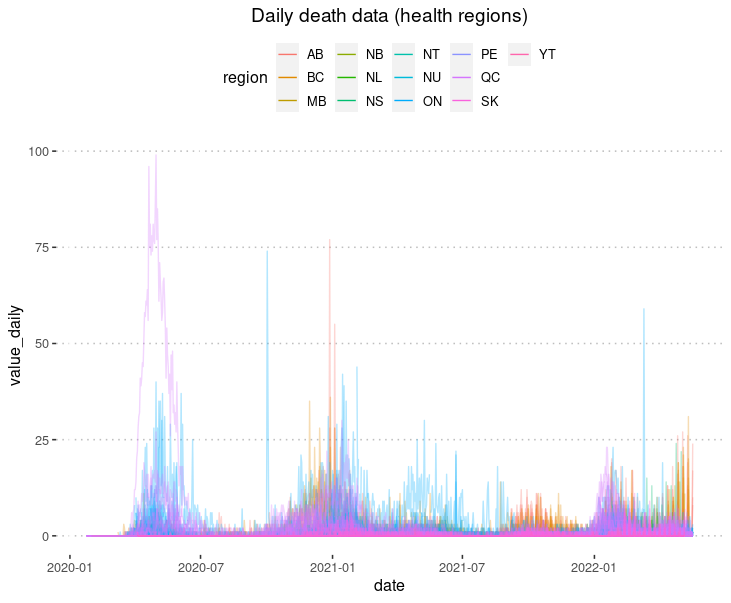 Daily death data (health regions)
region
AB NB NT PE YT
BC NL NU QC
MB NS ON SK
value_daily
100
75
50
25
0
2020-01 2020-07 2021-01 2021-07 2022-01
date